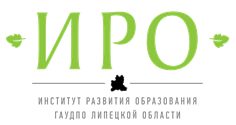 ИРО
ИНСТИТУТ РАЗВИТИЯ ОБРАЗОВАНИЯ
ГАУДПО ЛИПЕЦКОЙ ОБЛАСТИ